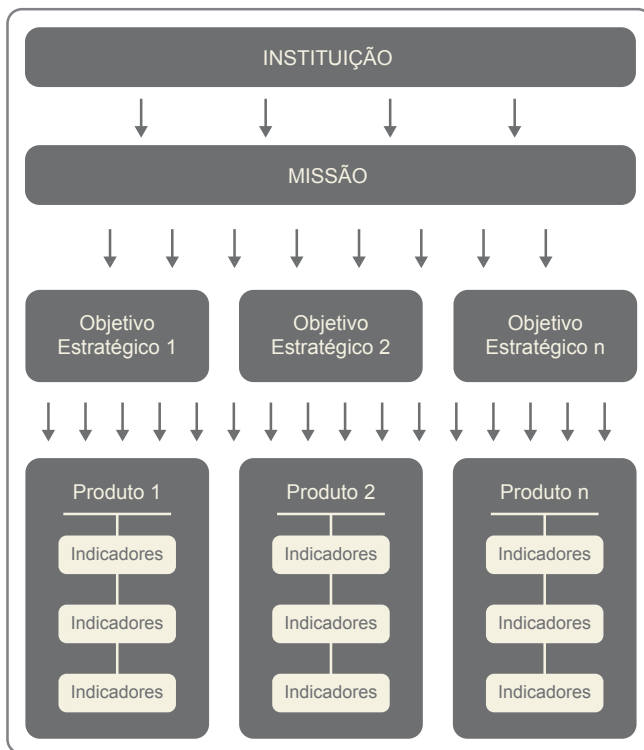 INSTITUIÇÃO
MISSÃO
Objetivo
Estratégico 1
Objetivo
Estratégico 2
Objetivo
Estratégico n
Produto 1
Indicadores
Indicadores
Indicadores
Produto 2
Indicadores
Indicadores
Indicadores
Produto n
Indicadores
Indicadores
Indicadores